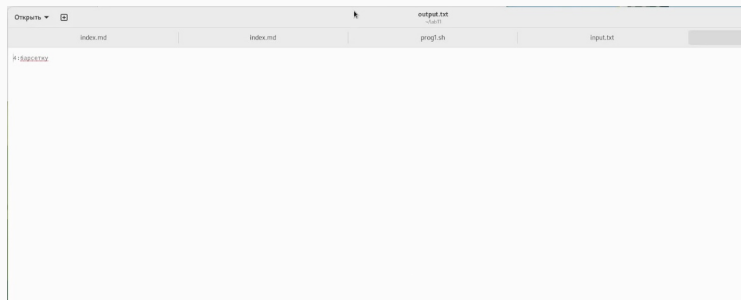 Открыть
output.txt
index.md
index.md
prog1.sh
input.txt